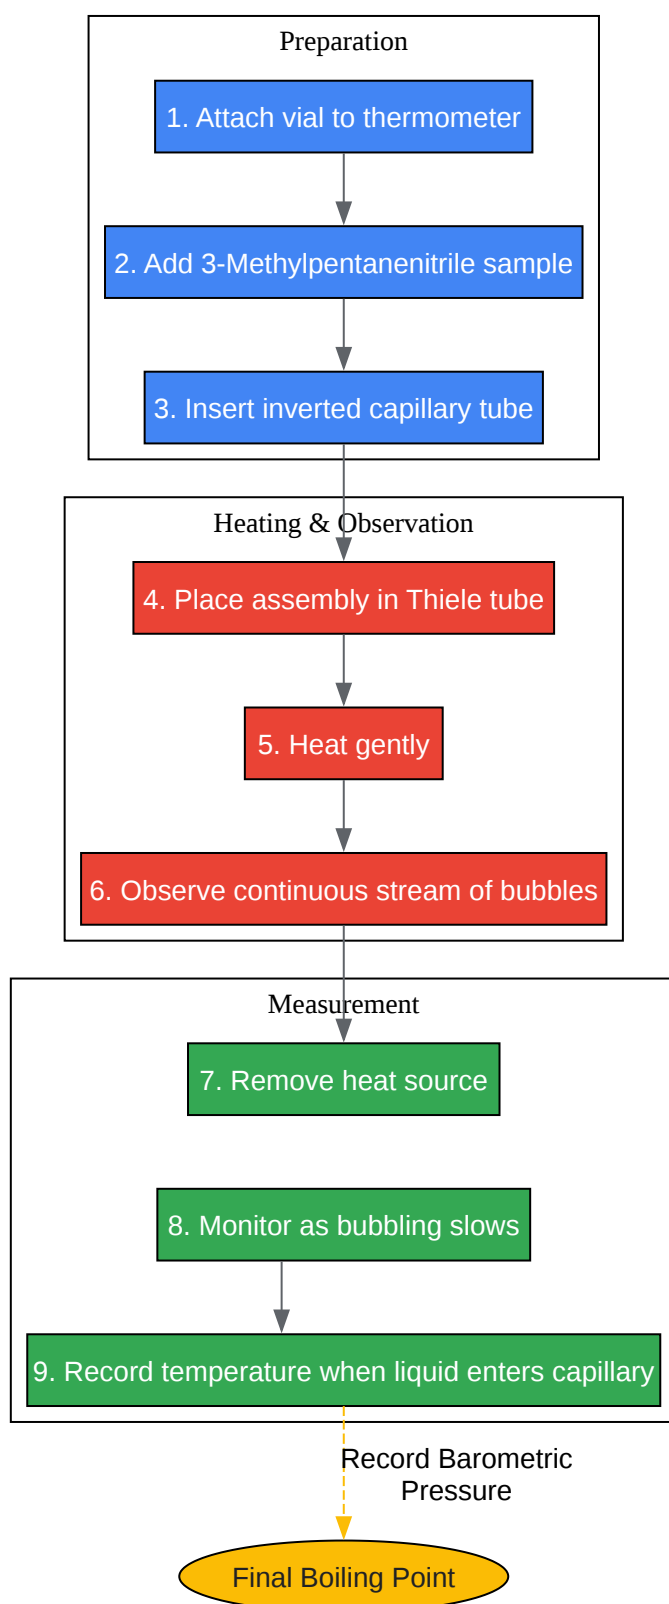 Preparation
1. Attach vial to thermometer
2. Add 3-Methylpentanenitrile sample
3. Insert inverted capillary tube
Heating & Observation
4. Place assembly in Thiele tube
5. Heat gently
6. Observe continuous stream of bubbles
Measurement
7. Remove heat source
8. Monitor as bubbling slows
9. Record temperature when liquid enters capillary
Record Barometric
Pressure
Final Boiling Point